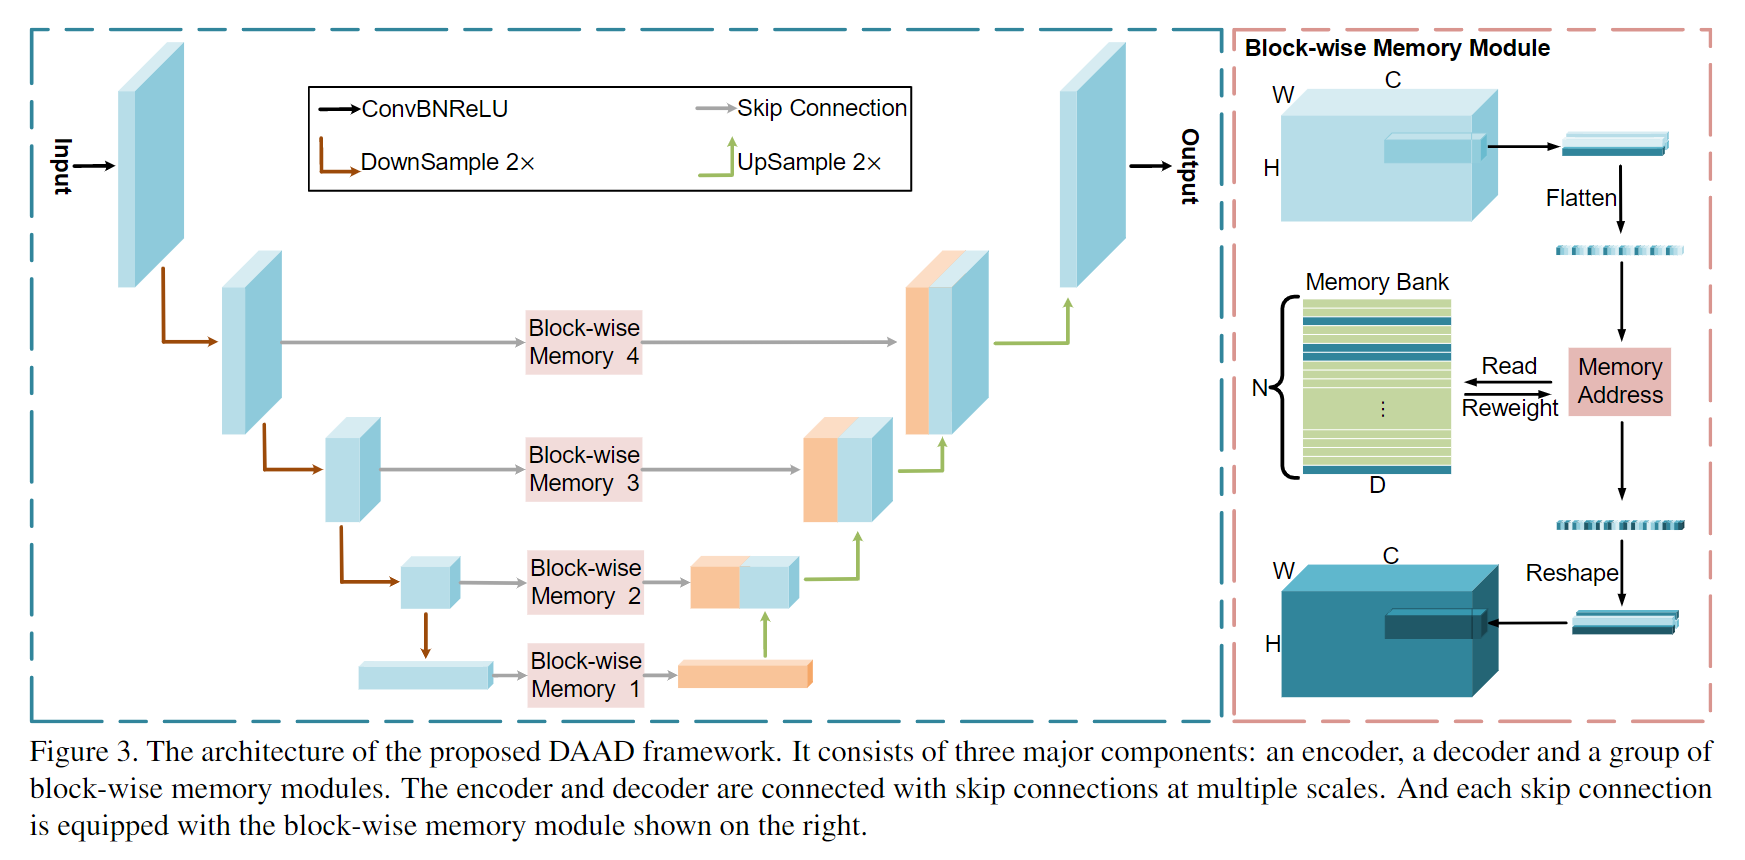 Input
ConvBNReLU
Skip Connection
DownSample 2×
UpSample 2×
Output
Block-wise
Memory 4
Block-wise
Memory 3
Block-wise
Memory 2
Block-wise
Memory 1
Block-wise Memory Module
C
W
H
Flatten
Memory Bank
N
⋮
D
Read
Reweight
Memory
Address
Reshape
C
W
H
Figure 3. The architecture of the proposed DAAD framework. It consists of three major components: an encoder, a decoder and a group of
block-wise memory modules. The encoder and decoder are connected with skip connections at multiple scales. And each skip connection
is equipped with the block-wise memory module shown on the right.